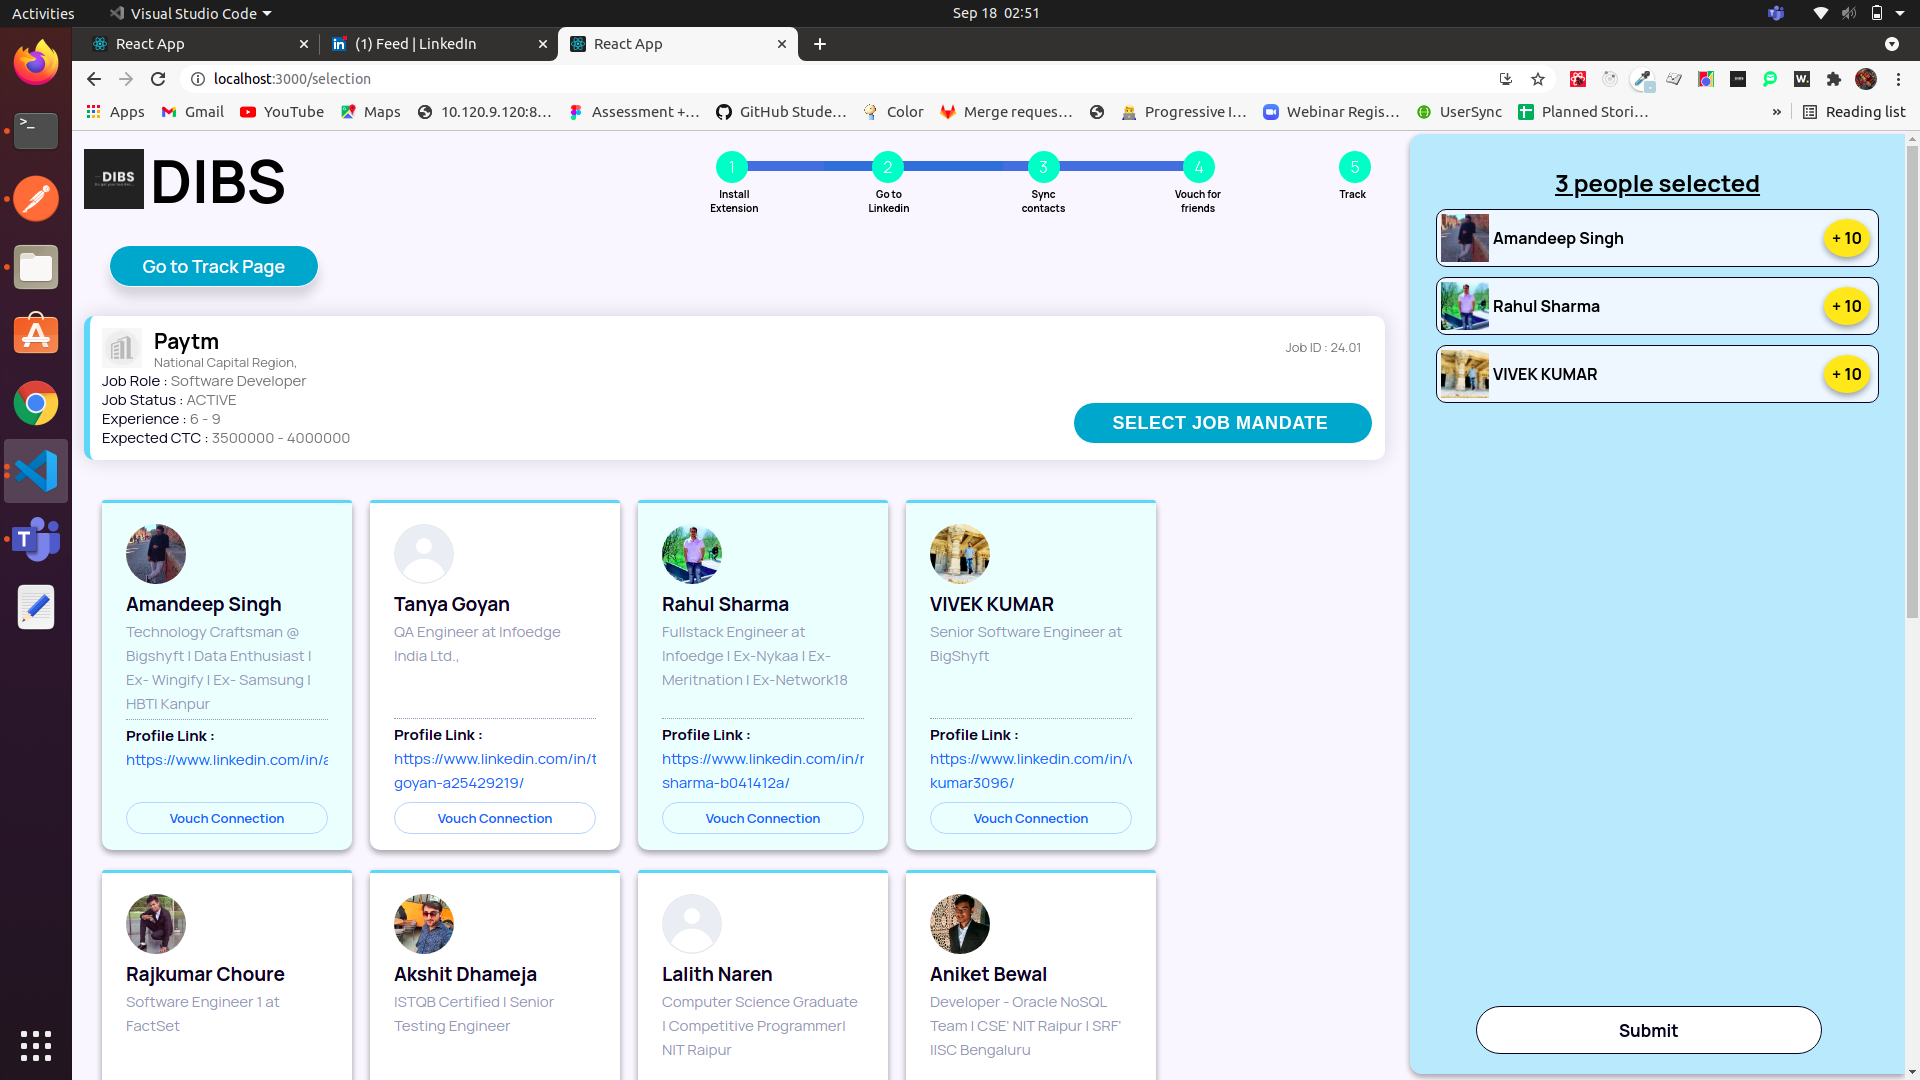 Activities
Visual Studio Code
Sep 18 02:51
React App
(1) Feed | LinkedIn
React App
localhost:3000/selection
Apps
Gmail
YouTube
Maps
10.120.9.120:8...
Assessment +...
GitHub Stude...
Color
Merge reques...
Progressive I...
Webinar Regis...
UserSync
Planned Stori...
»
Reading list
DIBS
DIBS
1
2
3
4
5
Install
Extension
Go to
Linkedin
Sync
contacts
Vouch for
friends
Track
Go to Track Page
Paytm
National Capital Region,
Job ID : 24.01
Job Role : Software Developer
Job Status : ACTIVE
Experience : 6 - 9
Expected CTC : 3500000 - 4000000
SELECT JOB MANDATE
Amandeep Singh
Technology Craftsman @
Bigshyft | Data Enthusiast |
Ex- Wingify | Ex- Samsung |
HBTI Kanpur
Profile Link :
https://www.linkedin.com/in/a
Vouch Connection
Tanya Goyan
QA Engineer at Infoedge
India Ltd.,
Profile Link :
https://www.linkedin.com/in/t
goyan-a25429219/
Vouch Connection
Rahul Sharma
Fullstack Engineer at
Infoedge | Ex-Nykaa | Ex-
Meritnation | Ex-Network18
Profile Link :
https://www.linkedin.com/in/r
sharma-b041412a/
Vouch Connection
VIVEK KUMAR
Senior Software Engineer at
BigShyft
Profile Link :
https://www.linkedin.com/in/v
kumar3096/
Vouch Connection
Rajkumar Choure
Software Engineer 1 at
FactSet
Akshit Dhameja
ISTQB Certified | Senior
Testing Engineer
Lalith Naren
Computer Science Graduate
| Competitive Programmer|
NIT Raipur
Aniket Bewal
Developer - Oracle NoSQL
Team | CSE' NIT Raipur | SRF'
IISC Bengaluru
3 people selected
Amandeep Singh
+ 10
Rahul Sharma
+ 10
VIVEK KUMAR
+ 10
Submit